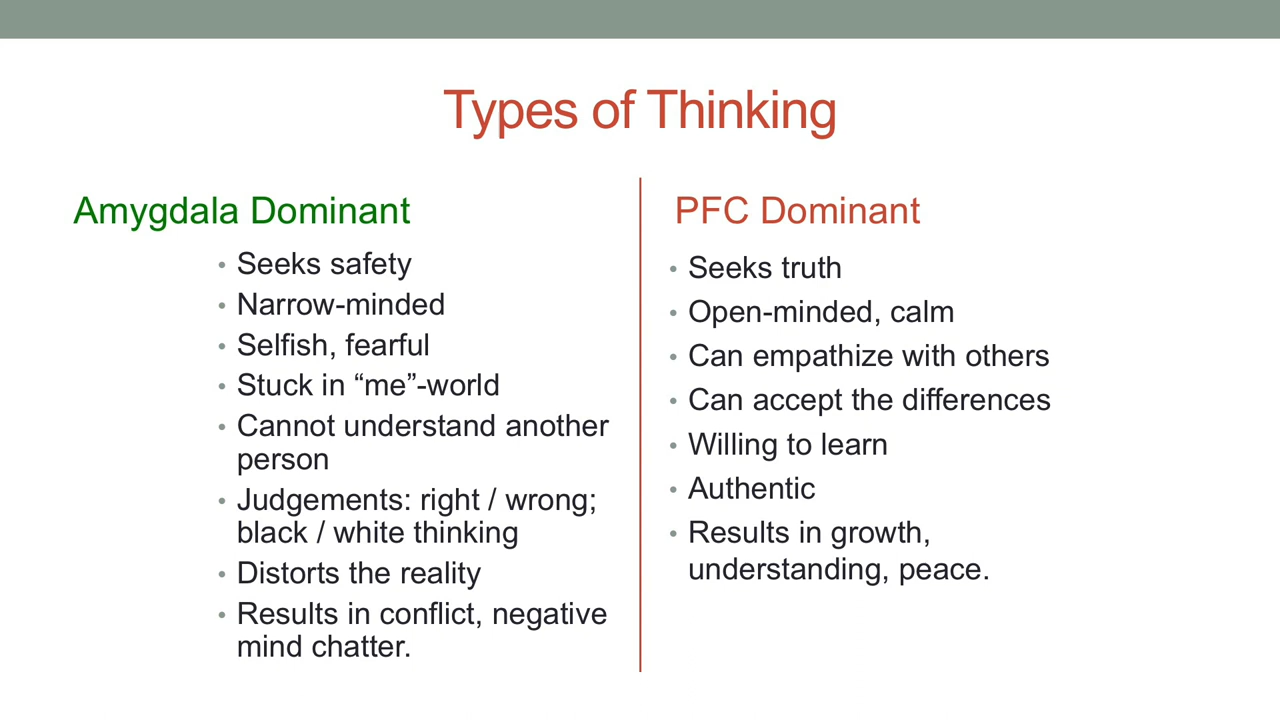 Types of Thinking
Amygdala Dominant
• Seeks safety
• Narrow-minded
• Selfish, fearful
• Stuck in “me”-world
• Cannot understand another
person
• Judgements: right / wrong;
black / white thinking
• Distorts the reality
• Results in conflict, negative
mind chatter.
PFC Dominant
• Seeks truth
• Open-minded, calm
• Can empathize with others
• Can accept the differences
• Willing to learn
• Authentic
• Results in growth,
understanding, peace.